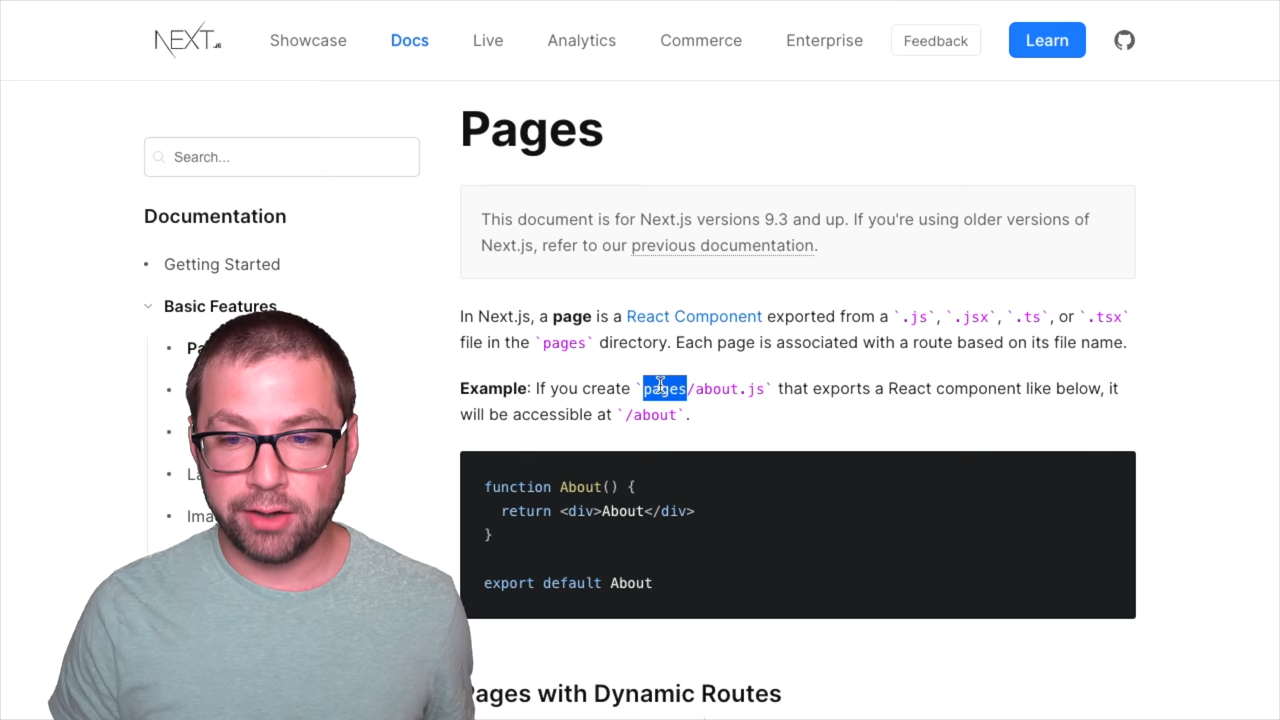 NEXT.JS Showcase Docs Live Analytics Commerce Enterprise Feedback Learn
Search...
Documentation
• Getting Started
Basic Features
Pages
This document is for Next.js versions 9.3 and up. If you're using older versions of
Next.js, refer to our previous documentation.
In Next.js, a page is a React Component exported from a `.js`, `.jsx`, `.ts`, or `.tsx`
file in the `pages` directory. Each page is associated with a route based on its file name.
Example: If you create `pages/about.js` that exports a React component like below, it
will be accessible at `/about`.
function About() {
return <div>About</div>
}
export default About
Pages with Dynamic Routes